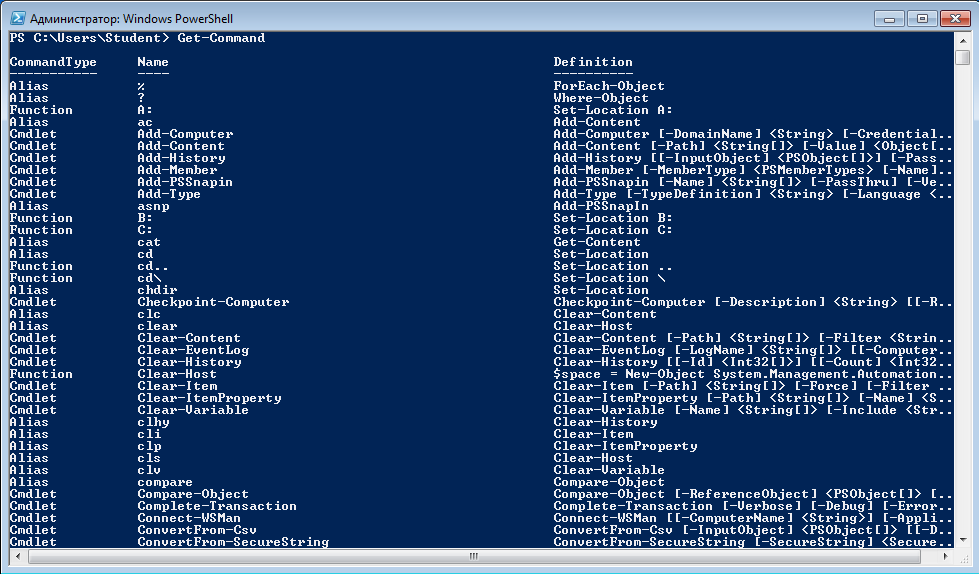 Администратор: Windows PowerShell
PS C:\Users\Student> Get-Command
CommandType Name Definition
----------- ---- ----------
Alias % ForEach-Object
Alias ? Where-Object
Function A: Set-Location A:
Alias ac Add-Content
Cmdlet Add-Computer Add-Computer [-DomainName] <String> [-Credential...
Cmdlet Add-Content Add-Content [-Path] <String[]> [-Value] <Object[...
Cmdlet Add-History Add-History [[-InputObject] <PSObject[]>] [-Pass...
Cmdlet Add-Member Add-Member [-MemberType] <PSMemberTypes> [-Name]...
Cmdlet Add-PSSnapin Add-PSSnapin [-Name] <String[]> [-PassThru] [-Ve...
Cmdlet Add-Type Add-Type [-TypeDefinition] <String> [-Language <...
Alias asnp Add-PSSnapIn
Function B: Set-Location B:
Function C: Set-Location C:
Alias cat Get-Content
Alias cd Set-Location
Function cd.. Set-Location ..
Function cd\ Set-Location \
Alias chdir Set-Location
Cmdlet Checkpoint-Computer Checkpoint-Computer [-Description] <String> [[-R...
Alias clc Clear-Content
Alias clear Clear-Host
Cmdlet Clear-Content Clear-Content [-Path] <String[]> [-Filter <Strin...
Cmdlet Clear-EventLog Clear-EventLog [-LogName] <String[]> [[-Computer...
Cmdlet Clear-History Clear-History [[-Id] <Int32[]>] [[-Count] <Int32...
Function Clear-Host $space = New-Object System.Management.Automation...
Cmdlet Clear-Item Clear-Item [-Path] <String[]> [-Force] [-Filter ...
Cmdlet Clear-ItemProperty Clear-ItemProperty [-Path] <String[]> [-Name] <S...
Cmdlet Clear-Variable Clear-Variable [-Name] <String[]> [-Include <Str...
Alias clhy Clear-History
Alias cli Clear-Item
Alias clp Clear-ItemProperty
Alias cls Clear-Host
Alias clv Clear-Variable
Alias compare Compare-Object
Cmdlet Compare-Object Compare-Object [-ReferenceObject] <PSObject[]> [...
Cmdlet Complete-Transaction Complete-Transaction [-Verbose] [-Debug] [-Error...
Cmdlet Connect-WSMan Connect-WSMan [[-ComputerName] <String>] [-Appli...
Cmdlet ConvertFrom-Csv ConvertFrom-Csv [-InputObject] <PSObject[]> [[-D...
Cmdlet ConvertFrom-SecureString ConvertFrom-SecureString [-SecureString] <Secure...